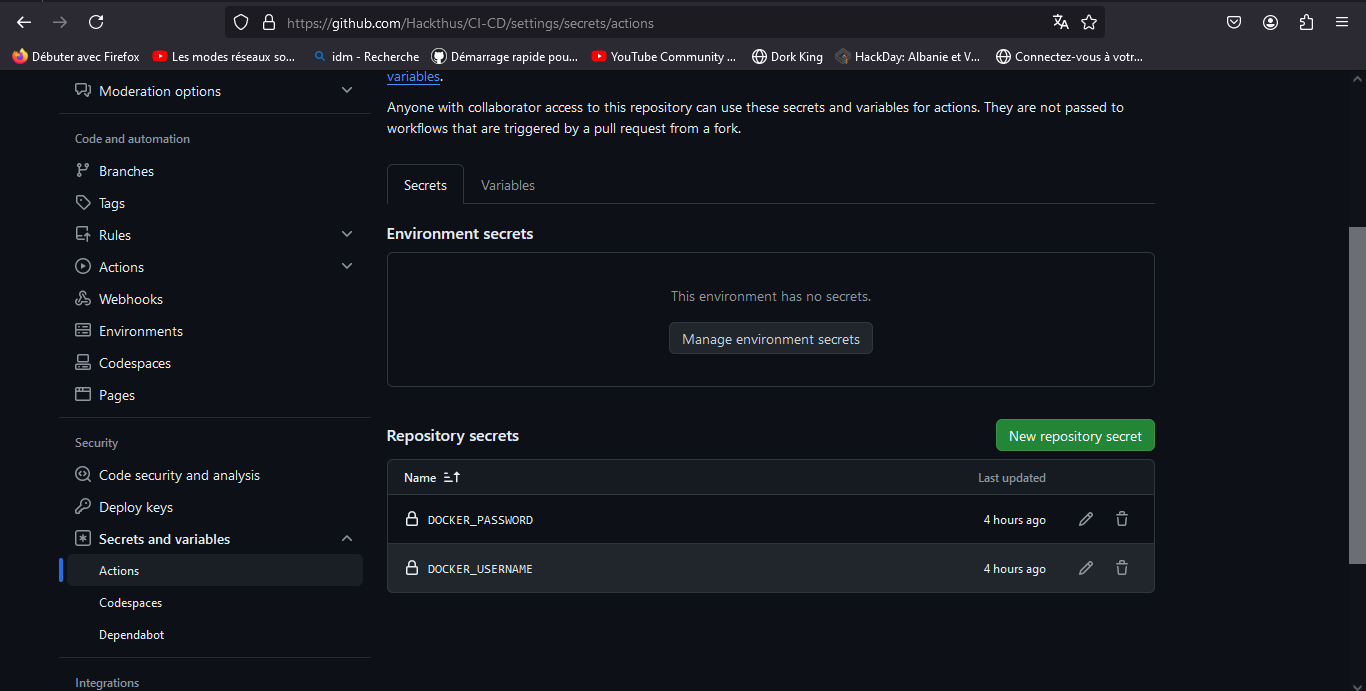 https://github.com/Hackthus/CI-CD/settings/secrets/actions
Débuter avec Firefox
Les modes réseaux so...
idm - Recherche
Démarrage rapide pou...
YouTube Community ...
Dork King
HackDay: Albanie et V...
Connectez-vous à votr...
Moderation options
Code and automation
Branches
Tags
Rules
Actions
Webhooks
Environments
Codespaces
Pages
Security
Code security and analysis
Deploy keys
Secrets and variables
Actions
Codespaces
Dependabot
Integrations
variables.
Anyone with collaborator access to this repository can use these secrets and variables for actions. They are not passed to
workflows that are triggered by a pull request from a fork.
Secrets
Variables
Environment secrets
This environment has no secrets.
Manage environment secrets
Repository secrets
New repository secret
Name
Last updated
DOCKER_PASSWORD
4 hours ago
DOCKER_USERNAME
4 hours ago